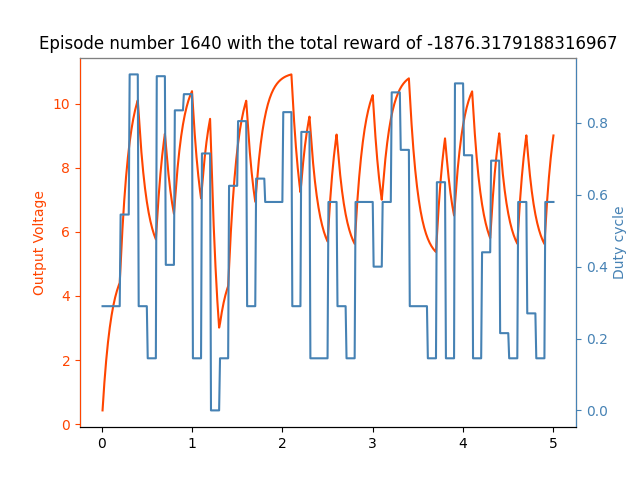 Episode number 1640 with the total reward of -1876.3179188316967
10
8
6
4
2
0
Output Voltage
0.8
0.6
0.4
0.2
0.0
Duty cycle
0 1 2 3 4 5